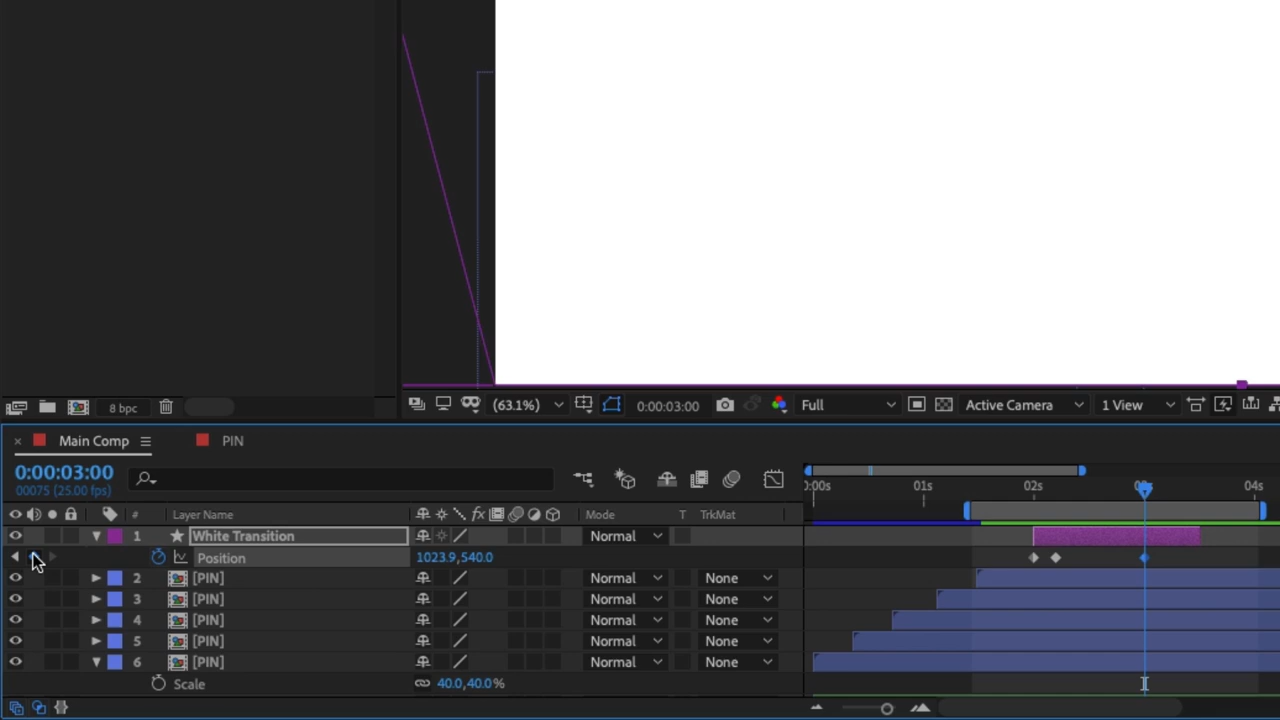 8 bpc
(63.1%) 0:00:03:00 Full Active Camera 1 View
× Main Comp PIN
0:00:03:00
00075 (25.00 fps)
0:00s 01s 02s 04s
# Layer Name fx Mode T TrkMat
1 White Transition Normal
Position 1023.9,540.0
2 [PIN] Normal None
3 [PIN] Normal None
4 [PIN] Normal None
5 [PIN] Normal None
6 [PIN] Normal None
Scale 40.0,40.0%